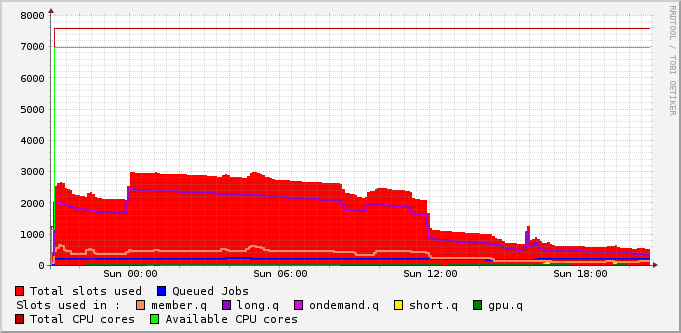 8000
7000
6000
5000
4000
3000
2000
1000
0
Sun 00:00 Sun 06:00 Sun 12:00 Sun 18:00
RRDTOOL / TOBI OETIKER
Total slots used Queued Jobs
Slots used in : member.q long.q ondemand.q short.q gpu.q
Total CPU cores Available CPU cores